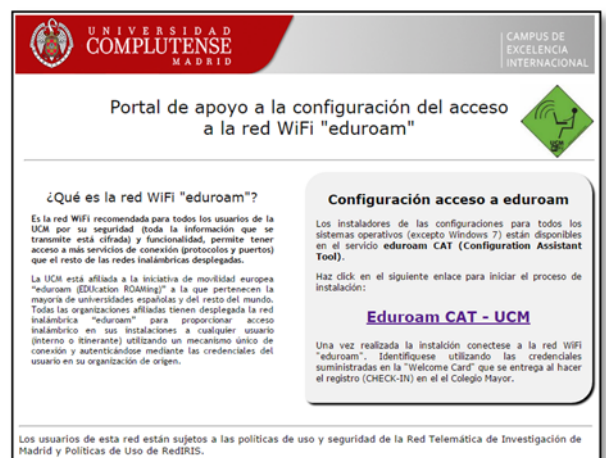 UNIVERSIDAD
COMPLUTENSE
MADRID
CAMPUS DE
EXCELENCIA
INTERNACIONAL
Portal de apoyo a la configuración del acceso
a la red WiFi "eduroam"
UCM
¿Qué es la red WiFi "eduroam"?
Es la red WiFi recomendada para todos los usuarios de la
UCM por su seguridad (toda la información que se
transmite está cifrada) y funcionalidad, permite tener
acceso a más servicios de conexión (protocolos y puertos)
que el resto de las redes inalámbricas desplegadas.
La UCM está afiliada a la iniciativa de movilidad europea
"eduroam (EDUcation ROAMing)" a la que pertenecen la
mayoría de universidades españolas y del resto del mundo.
Todas las organizaciones afiliadas tienen desplegada la red
inalámbrica "eduroam" para proporcionar acceso
inalámbrico en sus instalaciones a cualquier usuario
(interno o itinerante) utilizando un mecanismo único de
conexión y autenticándose mediante las credenciales del
usuario en su organización de origen.
Configuración acceso a eduroam
Los instaladores de las configuraciones para todos los
sistemas operativos (excepto Windows 7) están disponibles
en el servicio eduroam CAT (Configuration Assistant
Tool).
Haz click en el siguiente enlace para iniciar el proceso de
instalación:
Eduroam CAT - UCM
Una vez realizada la instalción conectese a la red WiFi
"eduroam". Identifíquese utilizando las credenciales
suministradas en la "Welcome Card" que se entrega al hacer
el registro (CHECK-IN) en el el Colegio Mayor.
Los usuarios de esta red están sujetos a las políticas de uso y seguridad de la Red Telemática de Investigación de
Madrid y Políticas de Uso de RedIRIS.